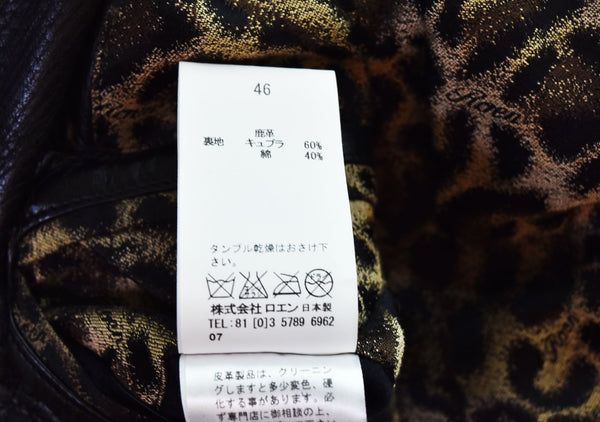 46
鹿革
裏地 キュプラ 60%
綿 40%
タンブル乾燥はおさけ下
さい。
株式会社 ロエン 日本製
TEL:81 [0]3 5789 6962
07
皮革製品は、クリーニン
グしますと多少変色、硬
化する事があります。必
ず専門店に御相談の上、
Roen
Roen